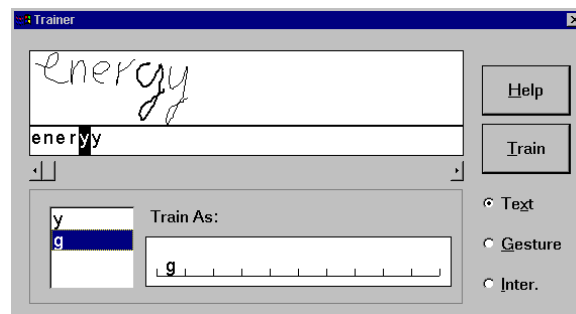 Trainer
energy
eneryy
Help
Train
y
g
Train As:
g
Text
Gesture
Inter.